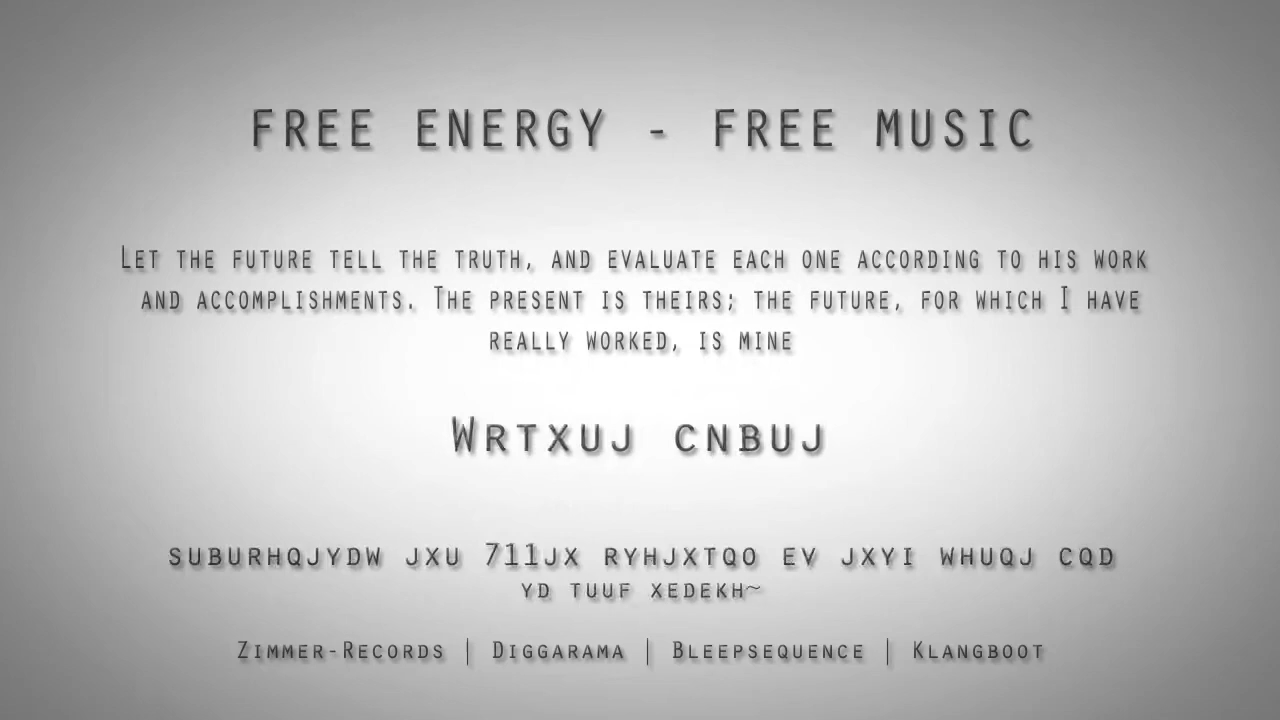 FREE ENERGY - FREE MUSIC
LET THE FUTURE TELL THE TRUTH, AND EVALUATE EACH ONE ACCORDING TO HIS WORK
AND ACCOMPLISHMENTS. THE PRESENT IS THEIRS; THE FUTURE, FOR WHICH I HAVE
REALLY WORKED, IS MINE
WRTXUJ CNBUJ
SUBURHQJYDW JXU 711JX RYHJXTQO EV JXYI WHUQJ CQD
YD TUUF XEDEKH~
ZIMMER-RECORDS | DIGGARAMA | BLEEPSEQUENCE | KLANGBOOT